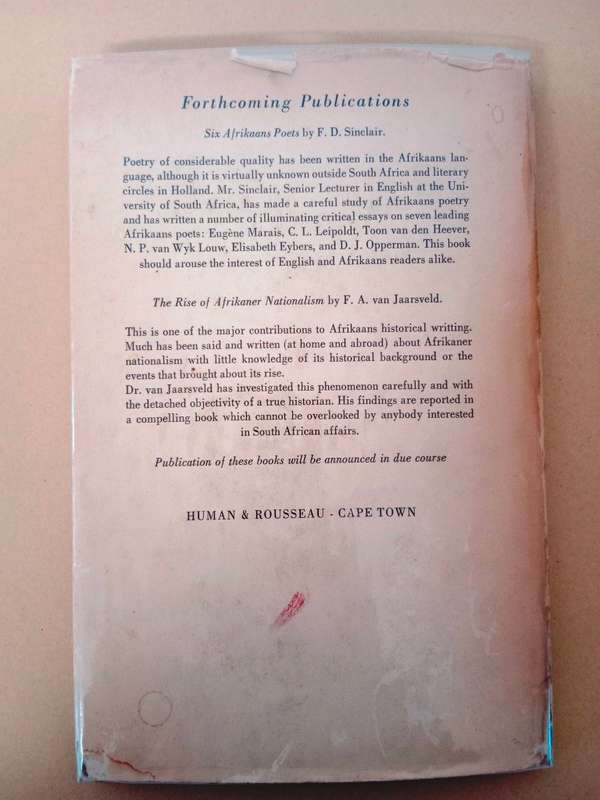 Forthcoming Publications
Six Afrikaans Poets by F. D. Sinclair.
Poetry of considerable quality has been written in the Afrikaans lan-
guage, although it is virtually unknown outside South Africa and literary
circles in Holland. Mr. Sinclair, Senior Lecturer in English at the Uni-
versity of South Africa, has made a careful study of Afrikaans poetry
and has written a number of illuminating critical essays on seven leading
Afrikaans poets: Eugène Marais, C. L. Leipoldt, Toon van den Heever,
N. P. van Wyk Louw, Elisabeth Eybers, and D. J. Opperman. This book
should arouse the interest of English and Afrikaans readers alike.
The Rise of Afrikaner Nationalism by F. A. van Jaarsveld.
This is one of the major contributions to Afrikaans historical writting.
Much has been said and written (at home and abroad) about Afrikaner
nationalism with little knowledge of its historical background or the
events that brought about its rise.
Dr. van Jaarsveld has investigated this phenomenon carefully and with
the detached objectivity of a true historian. His findings are reported in
a compelling book which cannot be overlooked by anybody interested
in South African affairs.
Publication of these books will be announced in due course
HUMAN & ROUSSEAU - CAPE TOWN